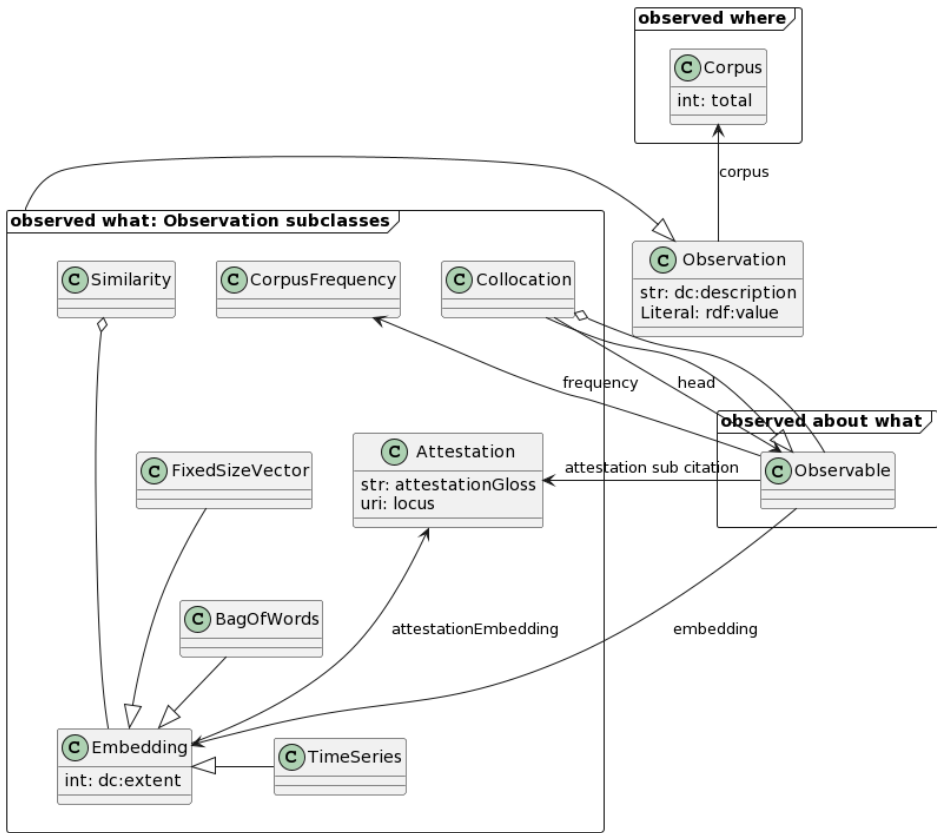 observed where
C Corpus
int: total
corpus
observed what: Observation subclasses
C Observation
str: dc:description
Literal: rdf:value
C Similarity
C CorpusFrequency
C Collocation
frequency
head
observed about what
C Attestation
str: attestationGloss
uri: locus
attestation sub citation
C Observable
C FixedSizeVector
C BagOfWords
attestationEmbedding
embedding
C Embedding
int: dc:extent
C TimeSeries